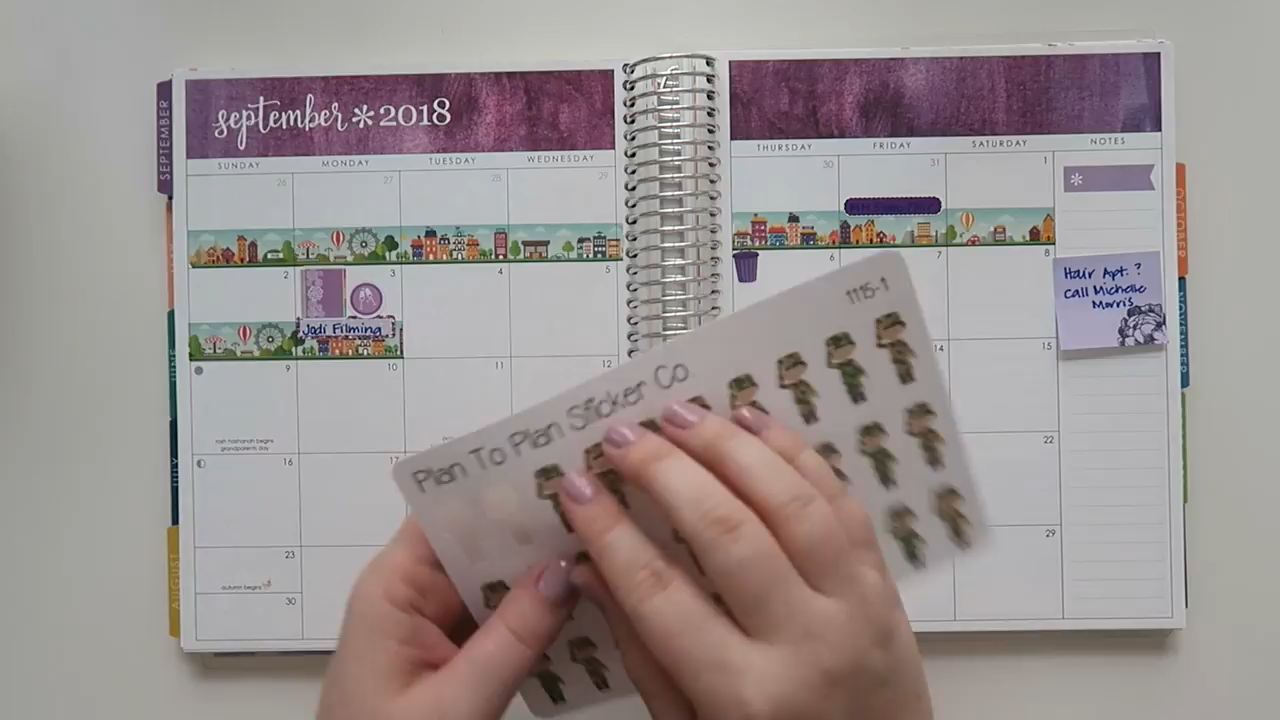 september*2018
SEPTEMBER
SUNDAY MONDAY TUESDAY WEDNESDAY
THURSDAY FRIDAY SATURDAY NOTES
26 27 28 29
30 31 1
*
2 3 4 5
6 7 8
Jodi Filming
Hair Apt. ?
Call Michelle
Morris
OCTOBER
NOVEMBER
1115-1
Plan To Plan Sticker Co
9 10 11 12
14 15
rosh hashanah begins
grandparents day
16 17
22
JULY
AUGUST
23
autumn begins
29
30